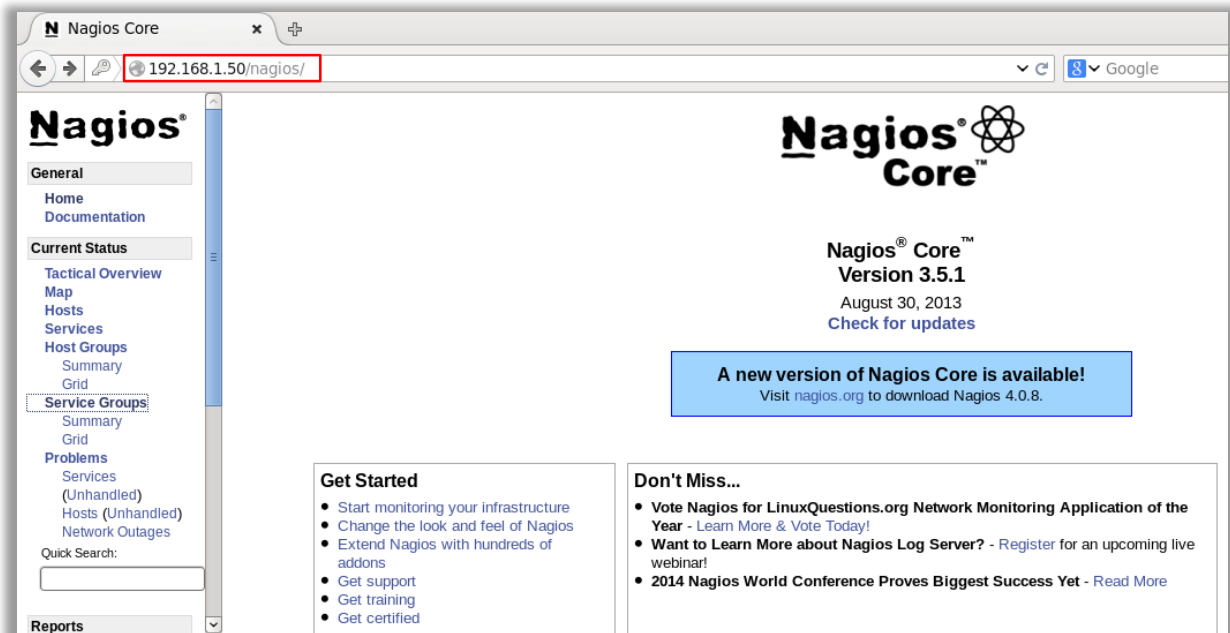 Nagios Core
192.168.1.50/nagios/
Google
Nagios®
General
Home
Documentation
Current Status
Tactical Overview
Map
Hosts
Services
Host Groups
Summary
Grid
Service Groups
Summary
Grid
Problems
Services
(Unhandled)
Hosts (Unhandled)
Network Outages
Quick Search:
Reports
Nagios®
Core™
Nagios® Core™
Version 3.5.1
August 30, 2013
Check for updates
A new version of Nagios Core is available!
Visit nagios.org to download Nagios 4.0.8.
Get Started
• Start monitoring your infrastructure
• Change the look and feel of Nagios
• Extend Nagios with hundreds of
addons
• Get support
• Get training
• Get certified
Don't Miss...
• Vote Nagios for LinuxQuestions.org Network Monitoring Application of the
Year - Learn More & Vote Today!
• Want to Learn More about Nagios Log Server? - Register for an upcoming live
webinar!
• 2014 Nagios World Conference Proves Biggest Success Yet - Read More